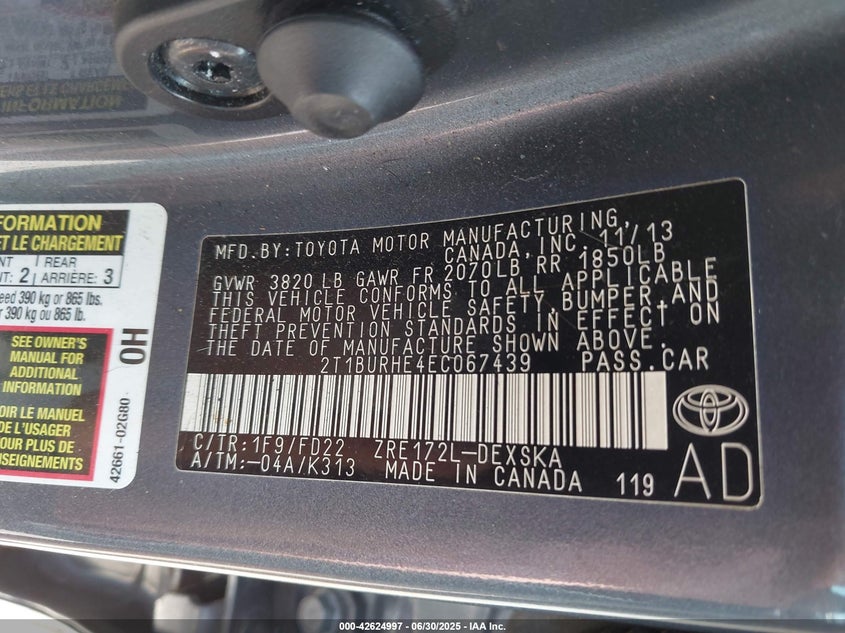 FORMATION
ET LE CHARGEMENT
REAR
2 ARRIÈRE: 3
390 kg or 865 lbs.
390 kg ou 865 lb.
SEE OWNER'S
MANUAL FOR
ADDITIONAL
INFORMATION
LE MANUEL
DE L'USAGER
POUR PLUS DE
OH
42661-02G80
MFD.BY:TOYOTA MOTOR MANUFACTURING,
CANADA,INC. 11/13
GVWR 3820 LB GAWR FR 2070LB RR 1850LB
THIS VEHICLE CONFORMS TO ALL APPLICABLE
FEDERAL MOTOR VEHICLE SAFETY,BUMPER,AND
THEFT PREVENTION STANDARDS IN EFFECT ON
THE DATE OF MANUFACTURE SHOWN ABOVE.
2T1BURHE4EC067439 PASS.CAR
C/TR:1F9/FD22 ZRE172L-DEXSKA
A/TM:-04A/K313 MADE IN CANADA 119
AD
000-42624997 - 06/30/2025 - IAA Inc.